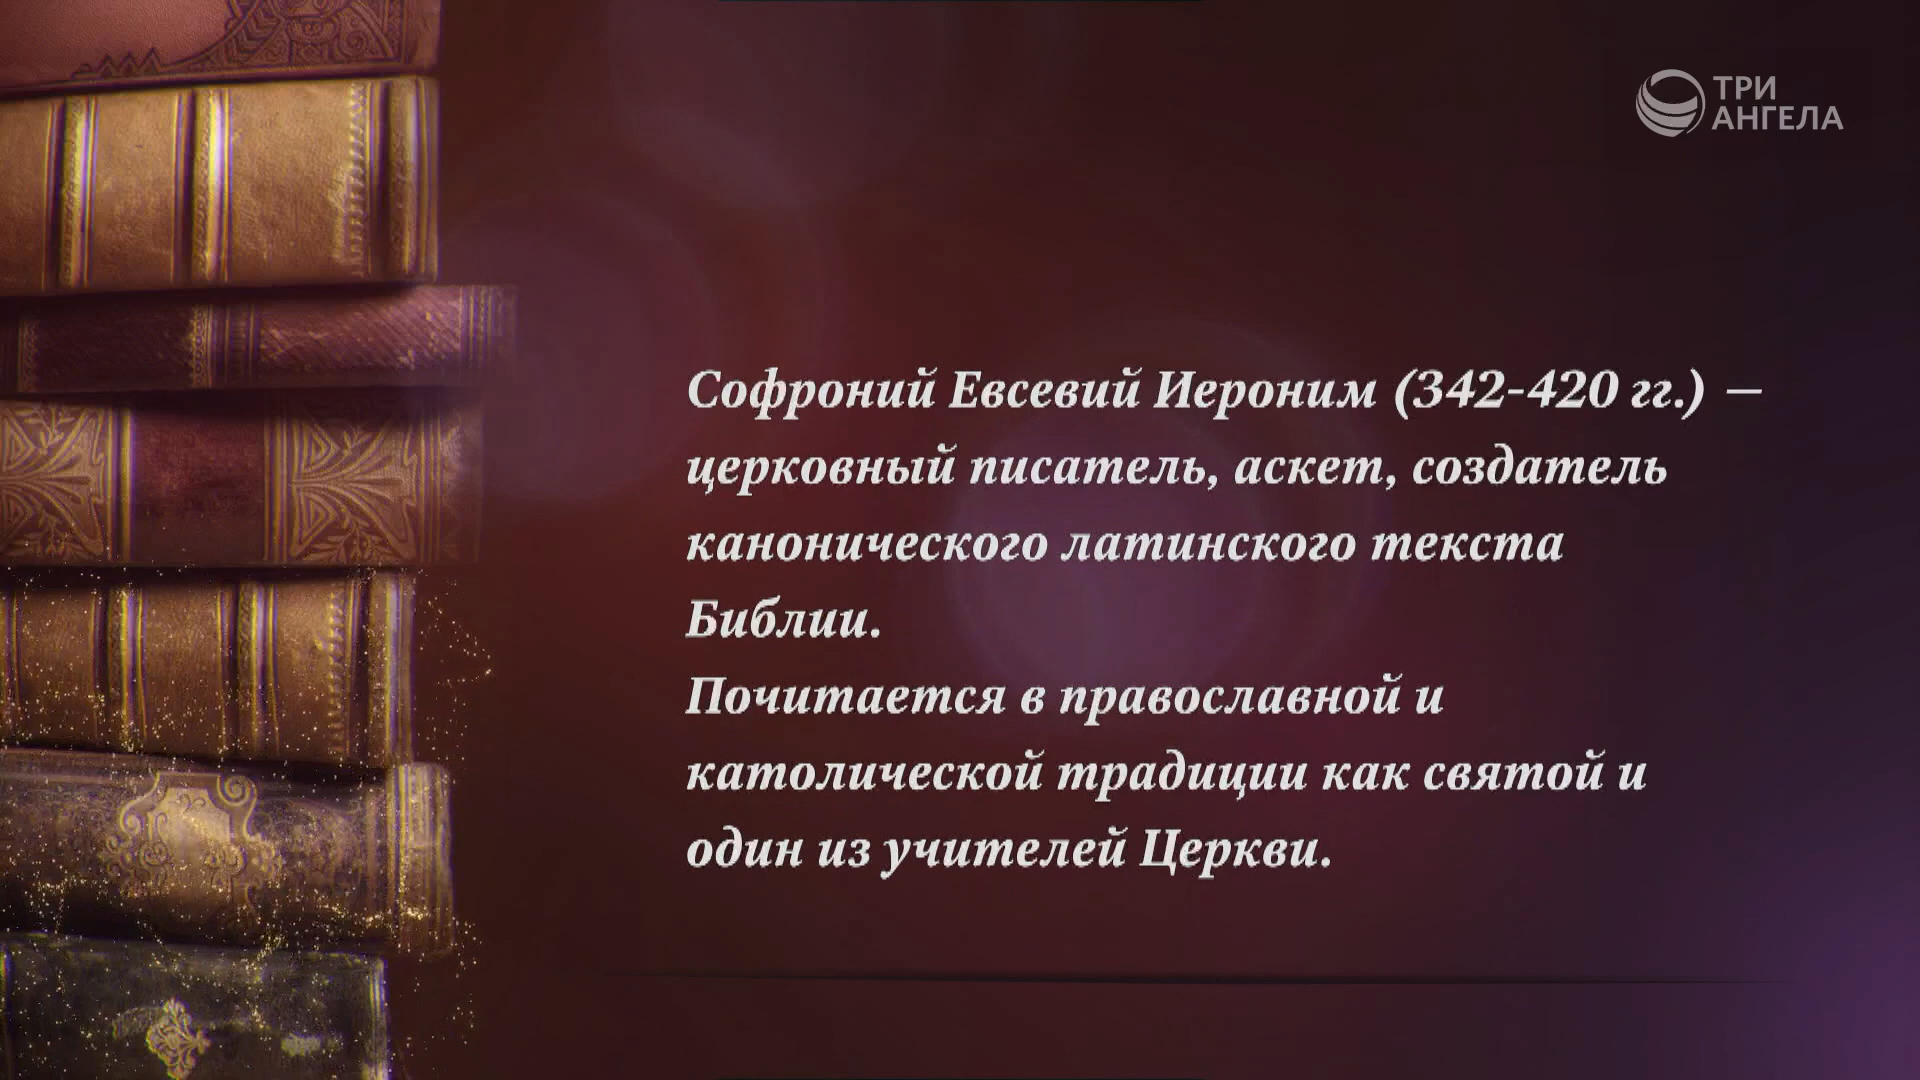 ТРИ
АНГЕЛА
Софроний Евсевий Иероним (342-420 гг.) —
церковный писатель, аскет, создатель
канонического латинского текста
Библии.
Почитается в православной и
католической традиции как святой и
один из учителей Церкви.